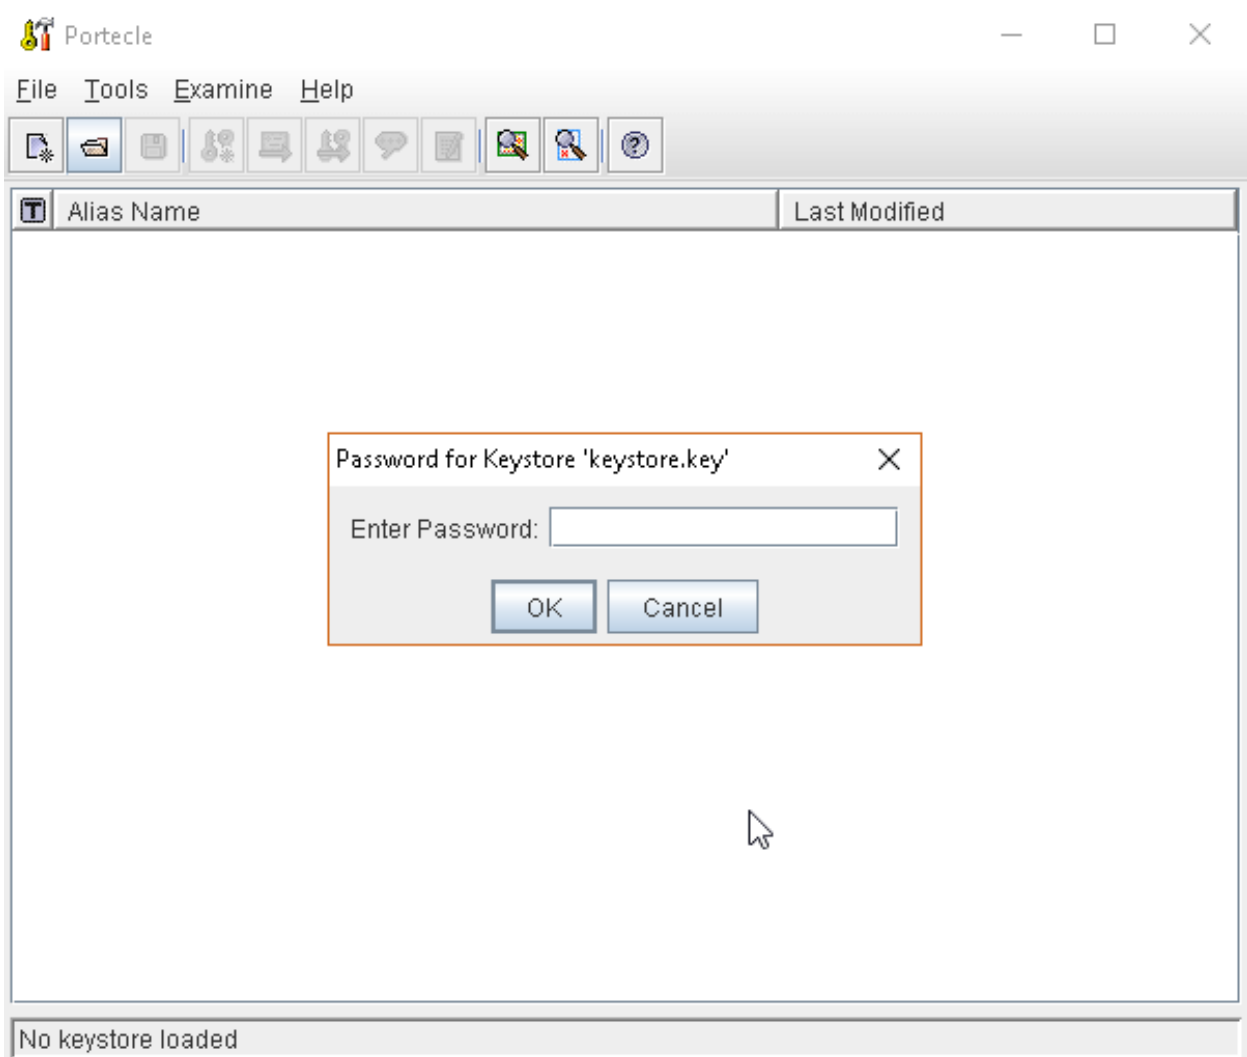 Portecle
File Tools Examine Help
T Alias Name Last Modified
Password for Keystore 'keystore.key'
Enter Password:
OK Cancel
No keystore loaded